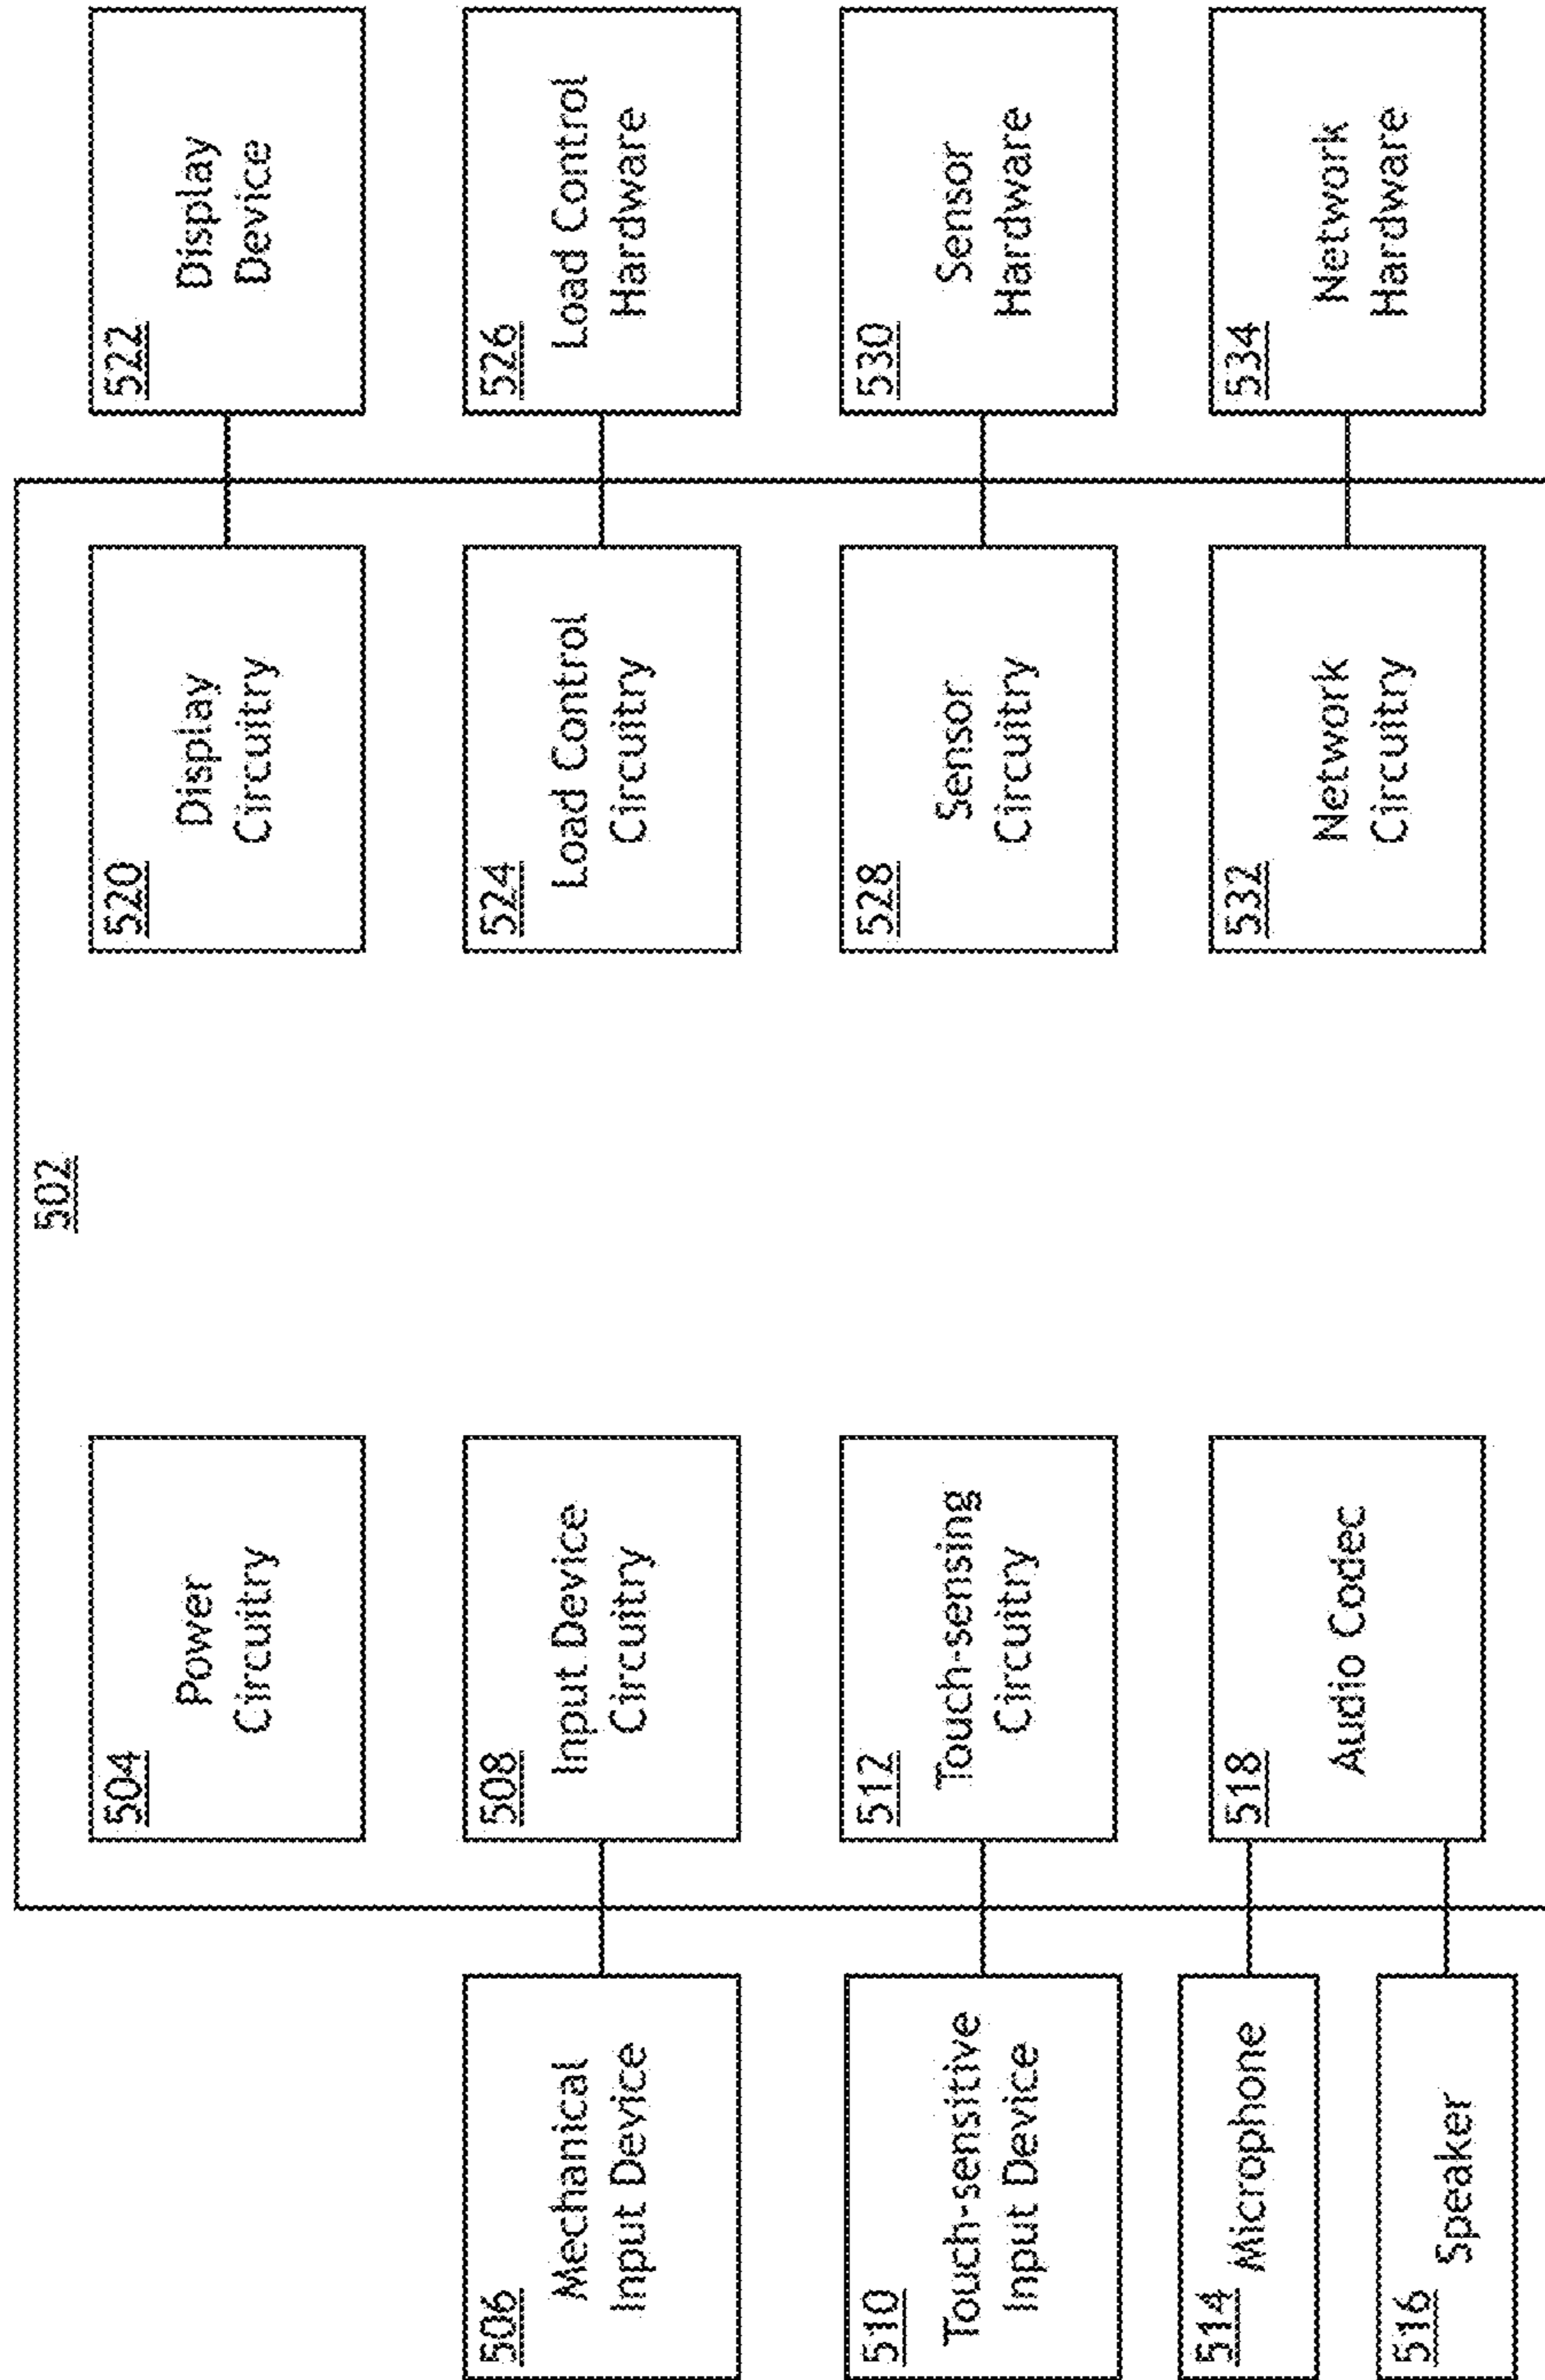 502
504
Power
Circuitry
520
Display
Circuitry
522
Display
Device
506
Mechanical
Input Device
508
Input Device
Circuitry
524
Load Control
Circuitry
526
Load Control
Hardware
510
Touch-sensitive
Input Device
512
Touch-sensing
Circuitry
528
Sensor
Circuitry
530
Sensor
Hardware
514
Microphone
516
Speaker
518
Audio Codec
532
Network
Circuitry
534
Network
Hardware